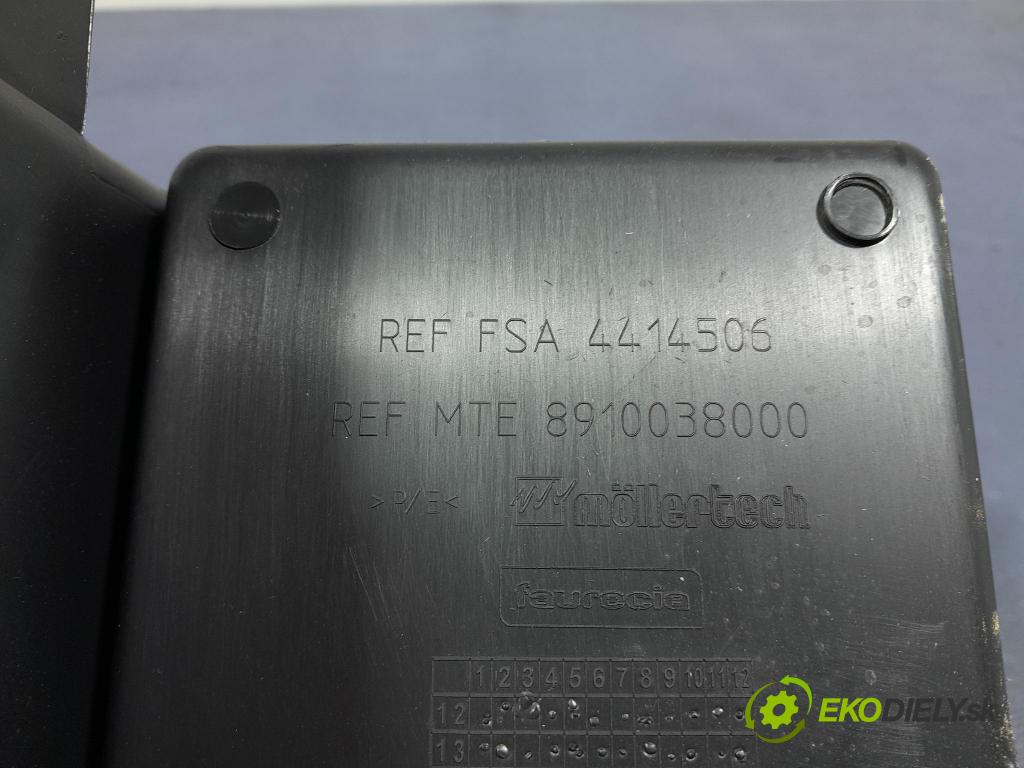 REF FSA 4414506
REF MTE 8910038000
>P/E< möllertech
faurecia
1 2 3 4 5 6 7 8 9 10 11 12
12
13
EKODIELY.sk